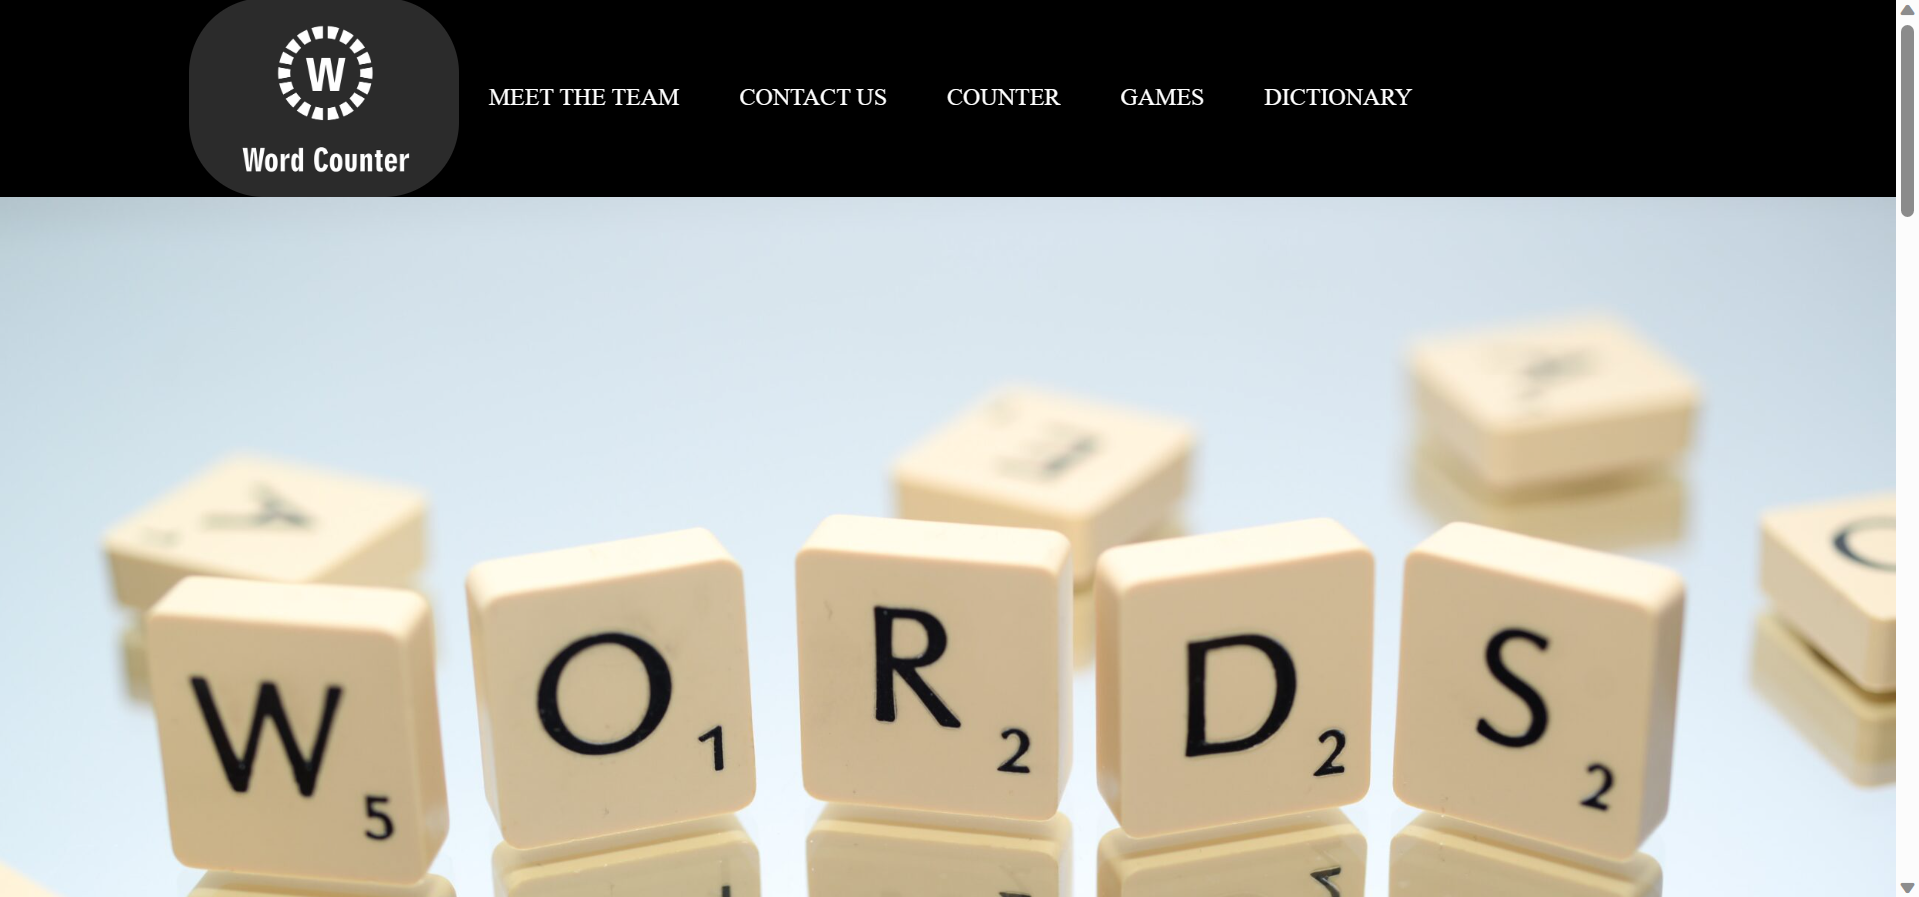 W
Word Counter
MEET THE TEAM
CONTACT US
COUNTER
GAMES
DICTIONARY
Y
W 5
O 1
R 2
D 2
S 2